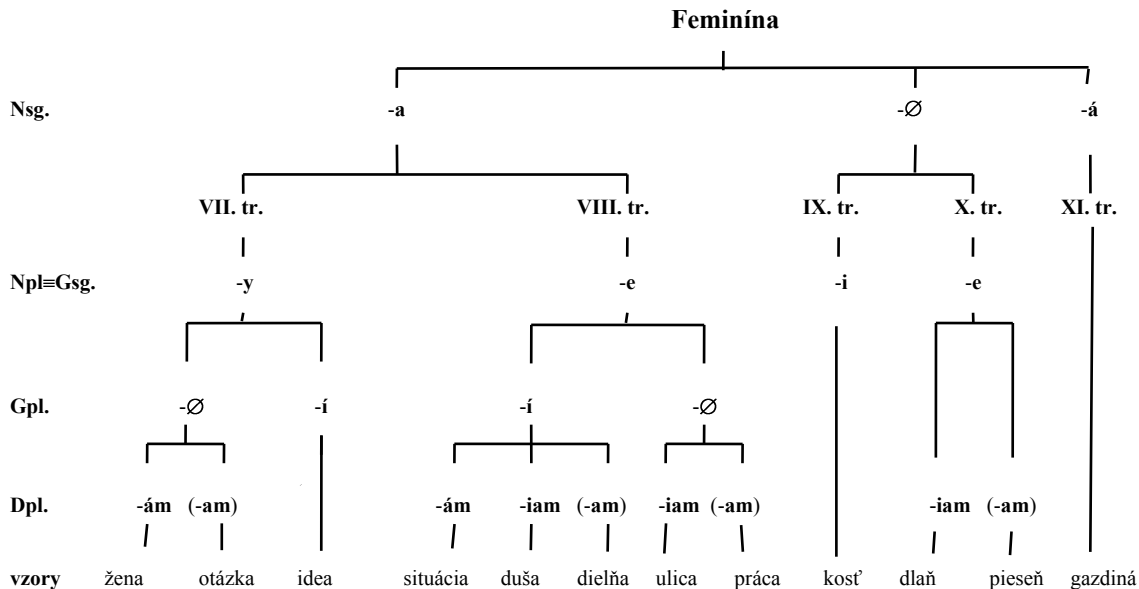 Feminína
Nsg. -a -∅ -á
VII. tr. VIII. tr. IX. tr. X. tr. XI. tr.
Npl≡Gsg. -y -e -i -e
Gpl. -∅ -í -í -∅
Dpl. -ám (-am) -ám -iam (-am) -iam (-am) -iam (-am)
vzory žena otázka idea situácia duša dielňa ulica práca kosť dlaň pieseň gazdiná